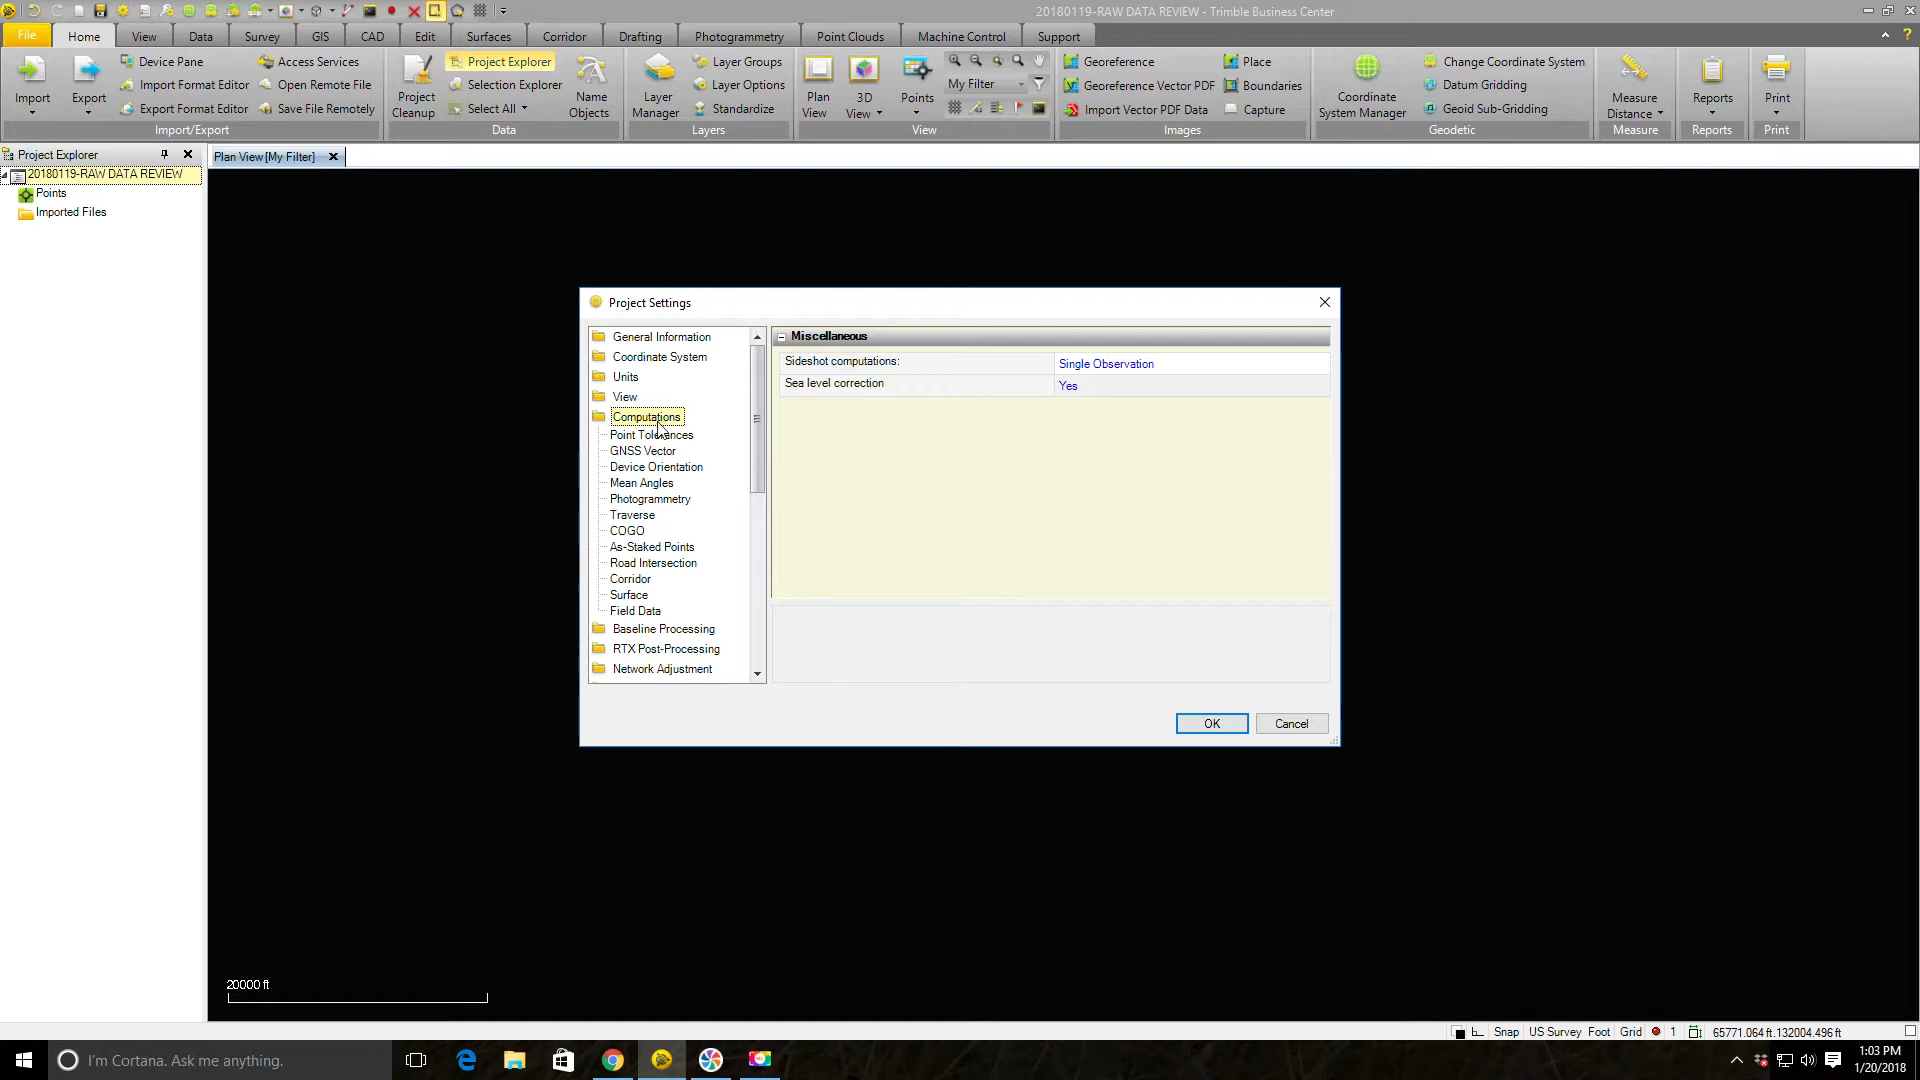 20180119-RAW DATA REVIEW - Trimble Business Center
File Home View Data Survey GIS CAD Edit Surfaces Corridor Drafting Photogrammetry Point Clouds Machine Control Support
Import
Export
Device Pane
Import Format Editor
Export Format Editor
Access Services
Open Remote File
Save File Remotely
Import/Export
Project Cleanup
Project Explorer
Selection Explorer
Select All
Name Objects
Data
Layer Manager
Layer Groups
Layer Options
Standardize
Layers
Plan View
3D View
Points
My Filter
View
Georeference
Georeference Vector PDF
Import Vector PDF Data
Place
Boundaries
Capture
Images
Coordinate System Manager
Change Coordinate System
Datum Gridding
Geoid Sub-Gridding
Geodetic
Measure Distance
Measure
Reports
Reports
Print
Print
Project Explorer
20180119-RAW DATA REVIEW
Points
Imported Files
Plan View [My Filter]
Project Settings
General Information
Coordinate System
Units
View
Computations
Point Tolerances
GNSS Vector
Device Orientation
Mean Angles
Photogrammetry
Traverse
COGO
As-Staked Points
Road Intersection
Corridor
Surface
Field Data
Baseline Processing
RTX Post-Processing
Network Adjustment
Miscellaneous
Sideshot computations: Single Observation
Sea level correction Yes
OK Cancel
20000 ft
Snap US Survey Foot Grid 1 65771.064 ft,132004.496 ft
I'm Cortana. Ask me anything.
1:03 PM
1/20/2018